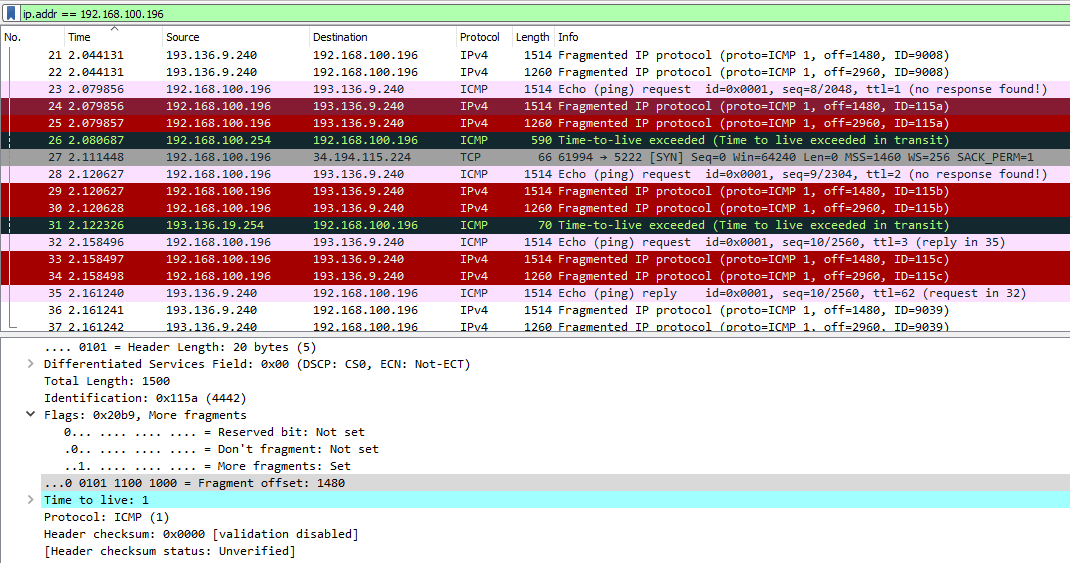 ip.addr == 192.168.100.196
No. Time Source Destination Protocol Length Info
21 2.044131 193.136.9.240 192.168.100.196 IPv4 1514 Fragmented IP protocol (proto=ICMP 1, off=1480, ID=9008)
22 2.044131 193.136.9.240 192.168.100.196 IPv4 1260 Fragmented IP protocol (proto=ICMP 1, off=2960, ID=9008)
23 2.079856 192.168.100.196 193.136.9.240 ICMP 1514 Echo (ping) request id=0x0001, seq=8/2048, ttl=1 (no response found!)
24 2.079856 192.168.100.196 193.136.9.240 IPv4 1514 Fragmented IP protocol (proto=ICMP 1, off=1480, ID=115a)
25 2.079857 192.168.100.196 193.136.9.240 IPv4 1260 Fragmented IP protocol (proto=ICMP 1, off=2960, ID=115a)
26 2.080687 192.168.100.254 192.168.100.196 ICMP 590 Time-to-live exceeded (Time to live exceeded in transit)
27 2.111448 192.168.100.196 34.194.115.224 TCP 66 61994 → 5222 [SYN] Seq=0 Win=64240 Len=0 MSS=1460 WS=256 SACK_PERM=1
28 2.120627 192.168.100.196 193.136.9.240 ICMP 1514 Echo (ping) request id=0x0001, seq=9/2304, ttl=2 (no response found!)
29 2.120627 192.168.100.196 193.136.9.240 IPv4 1514 Fragmented IP protocol (proto=ICMP 1, off=1480, ID=115b)
30 2.120628 192.168.100.196 193.136.9.240 IPv4 1260 Fragmented IP protocol (proto=ICMP 1, off=2960, ID=115b)
31 2.122326 193.136.19.254 192.168.100.196 ICMP 70 Time-to-live exceeded (Time to live exceeded in transit)
32 2.158496 192.168.100.196 193.136.9.240 ICMP 1514 Echo (ping) request id=0x0001, seq=10/2560, ttl=3 (reply in 35)
33 2.158497 192.168.100.196 193.136.9.240 IPv4 1514 Fragmented IP protocol (proto=ICMP 1, off=1480, ID=115c)
34 2.158498 192.168.100.196 193.136.9.240 IPv4 1260 Fragmented IP protocol (proto=ICMP 1, off=2960, ID=115c)
35 2.161240 193.136.9.240 192.168.100.196 ICMP 1514 Echo (ping) reply id=0x0001, seq=10/2560, ttl=62 (request in 32)
36 2.161241 193.136.9.240 192.168.100.196 IPv4 1514 Fragmented IP protocol (proto=ICMP 1, off=1480, ID=9039)
37 2.161242 193.136.9.240 192.168.100.196 IPv4 1260 Fragmented IP protocol (proto=ICMP 1, off=2960, ID=9039)
.... 0101 = Header Length: 20 bytes (5)
Differentiated Services Field: 0x00 (DSCP: CS0, ECN: Not-ECT)
Total Length: 1500
Identification: 0x115a (4442)
Flags: 0x20b9, More fragments
0... .... .... .... = Reserved bit: Not set
.0.. .... .... .... = Don't fragment: Not set
..1. .... .... .... = More fragments: Set
...0 0101 1100 1000 = Fragment offset: 1480
Time to live: 1
Protocol: ICMP (1)
Header checksum: 0x0000 [validation disabled]
[Header checksum status: Unverified]